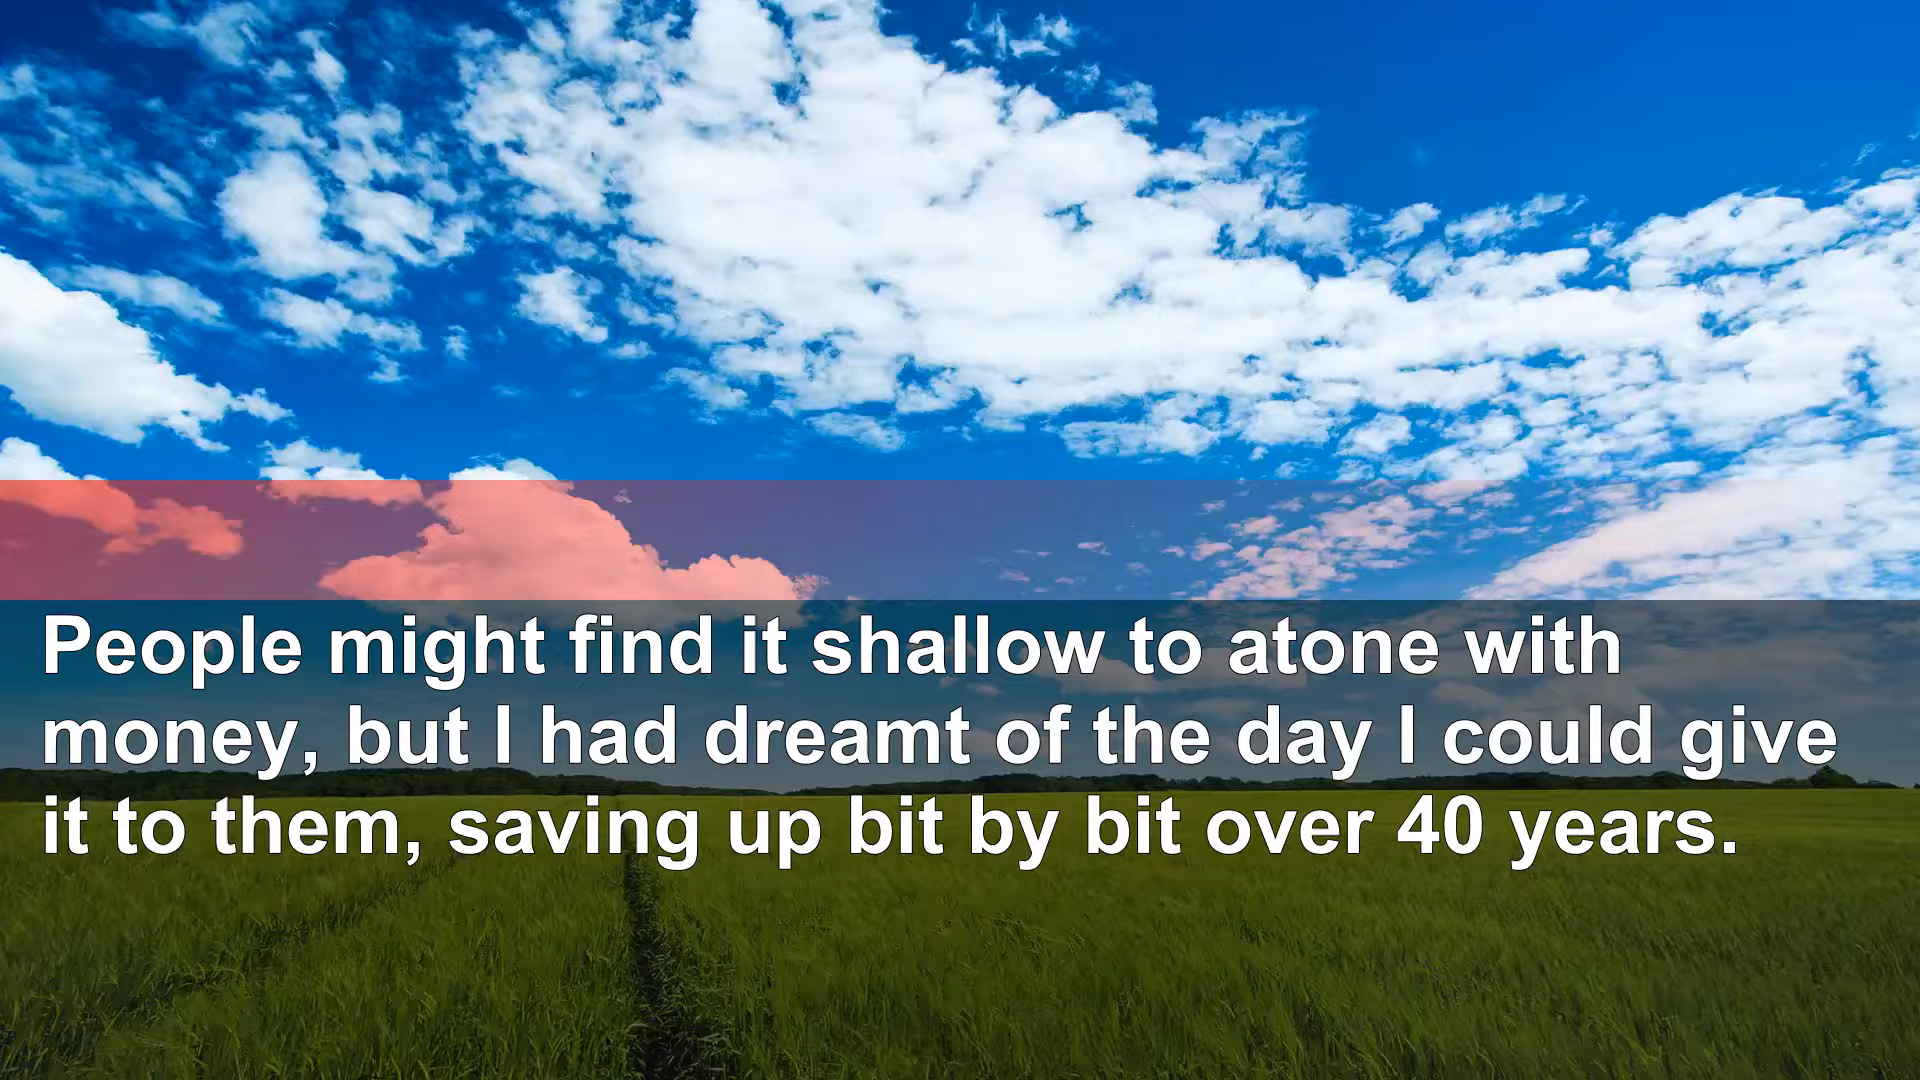 People might find it shallow to atone with
money, but I had dreamt of the day I could give
it to them, saving up bit by bit over 40 years.